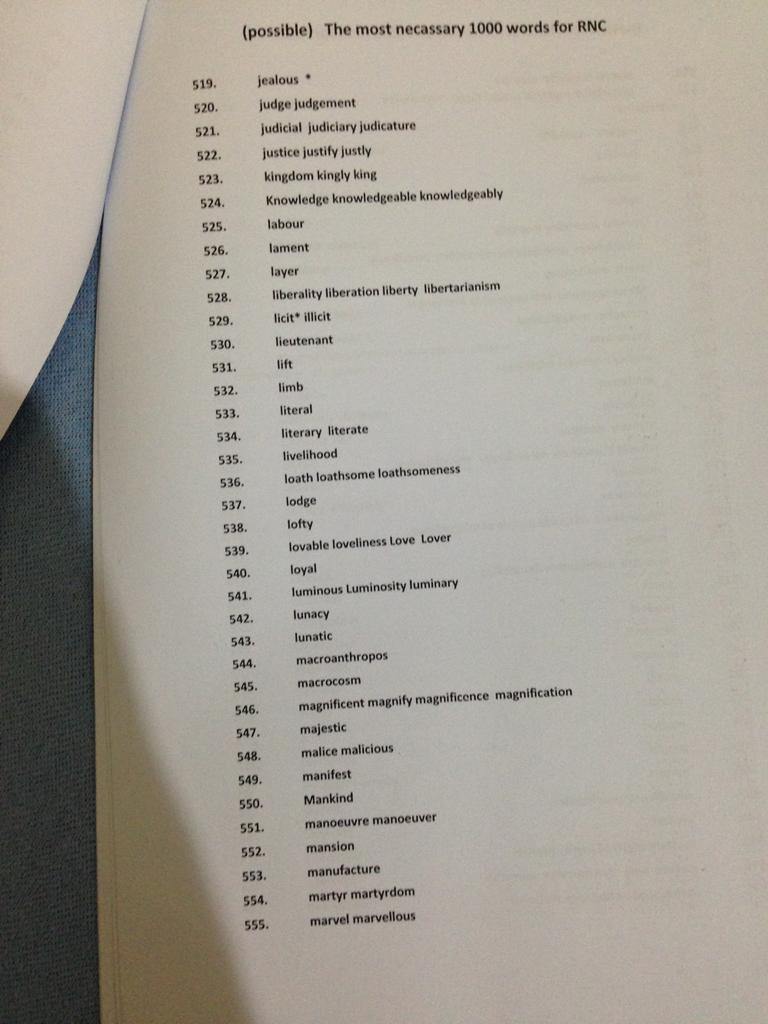 (possible) The most necassary 1000 words for RNC
519. jealous *
520. judge judgement
521. judicial judiciary judicature
522. justice justify justly
523. kingdom kingly king
524. Knowledge knowledgeable knowledgeably
525. labour
526. lament
527. layer
528. liberality liberation liberty libertarianism
529. licit* illicit
530. lieutenant
531. lift
532. limb
533. literal
534. literary literate
535. livelihood
536. loath loathsome loathsomeness
537. lodge
538. lofty
539. lovable loveliness Love Lover
540. loyal
541. luminous Luminosity luminary
542. lunacy
543. lunatic
544. macroanthropos
545. macrocosm
546. magnificent magnify magnificence magnification
547. majestic
548. malice malicious
549. manifest
550. Mankind
551. manoeuvre manoeuver
552. mansion
553. manufacture
554. martyr martyrdom
555. marvel marvellous